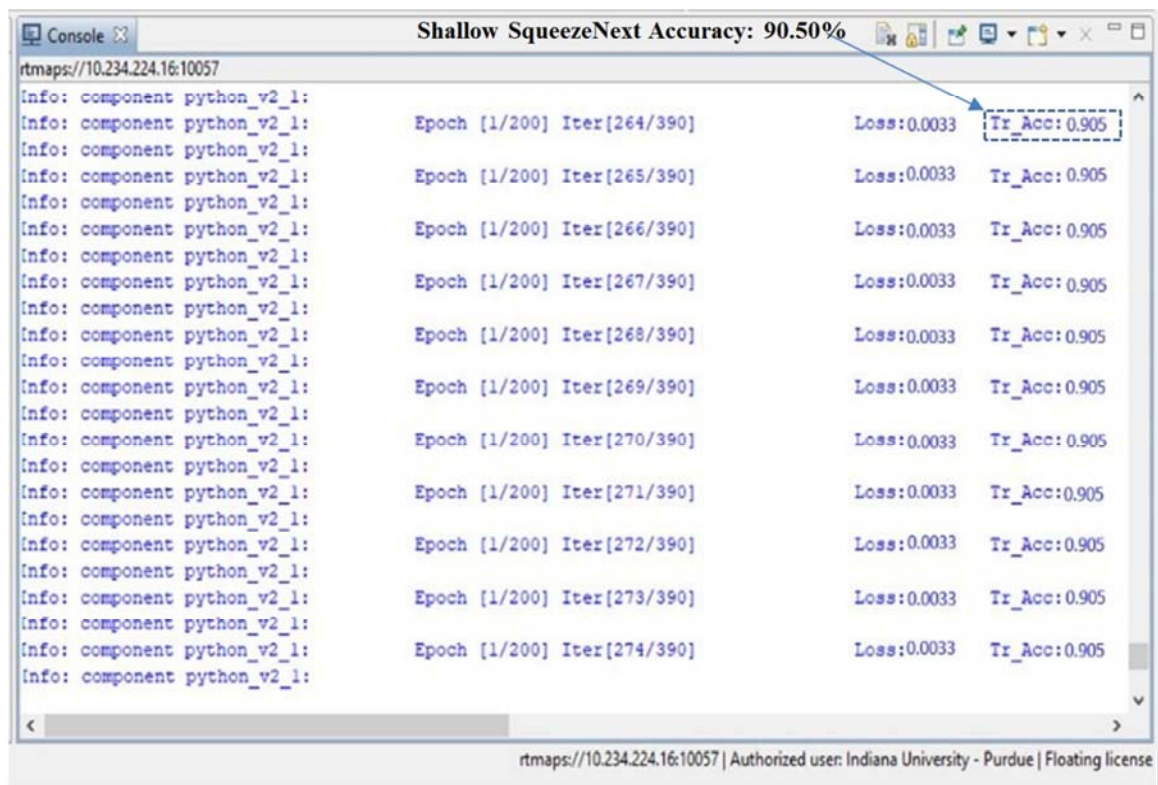 Console
Shallow SqueezeNext Accuracy: 90.50%
rtmaps://10.234.224.16:10057
Info: component python_v2_1:
Info: component python_v2_1: Epoch [1/200] Iter[264/390] Loss:0.0033 Tr_Acc:0.905
Info: component python_v2_1:
Info: component python_v2_1: Epoch [1/200] Iter[265/390] Loss:0.0033 Tr_Acc:0.905
Info: component python_v2_1:
Info: component python_v2_1: Epoch [1/200] Iter[266/390] Loss:0.0033 Tr_Acc:0.905
Info: component python_v2_1:
Info: component python_v2_1: Epoch [1/200] Iter[267/390] Loss:0.0033 Tr_Acc:0.905
Info: component python_v2_1:
Info: component python_v2_1: Epoch [1/200] Iter[268/390] Loss:0.0033 Tr_Acc:0.905
Info: component python_v2_1:
Info: component python_v2_1: Epoch [1/200] Iter[269/390] Loss:0.0033 Tr_Acc:0.905
Info: component python_v2_1:
Info: component python_v2_1: Epoch [1/200] Iter[270/390] Loss:0.0033 Tr_Acc:0.905
Info: component python_v2_1:
Info: component python_v2_1: Epoch [1/200] Iter[271/390] Loss:0.0033 Tr_Acc:0.905
Info: component python_v2_1:
Info: component python_v2_1: Epoch [1/200] Iter[272/390] Loss:0.0033 Tr_Acc:0.905
Info: component python_v2_1:
Info: component python_v2_1: Epoch [1/200] Iter[273/390] Loss:0.0033 Tr_Acc:0.905
Info: component python_v2_1:
Info: component python_v2_1: Epoch [1/200] Iter[274/390] Loss:0.0033 Tr_Acc:0.905
Info: component python_v2_1:
rtmaps://10.234.224.16:10057 | Authorized user: Indiana University - Purdue | Floating license